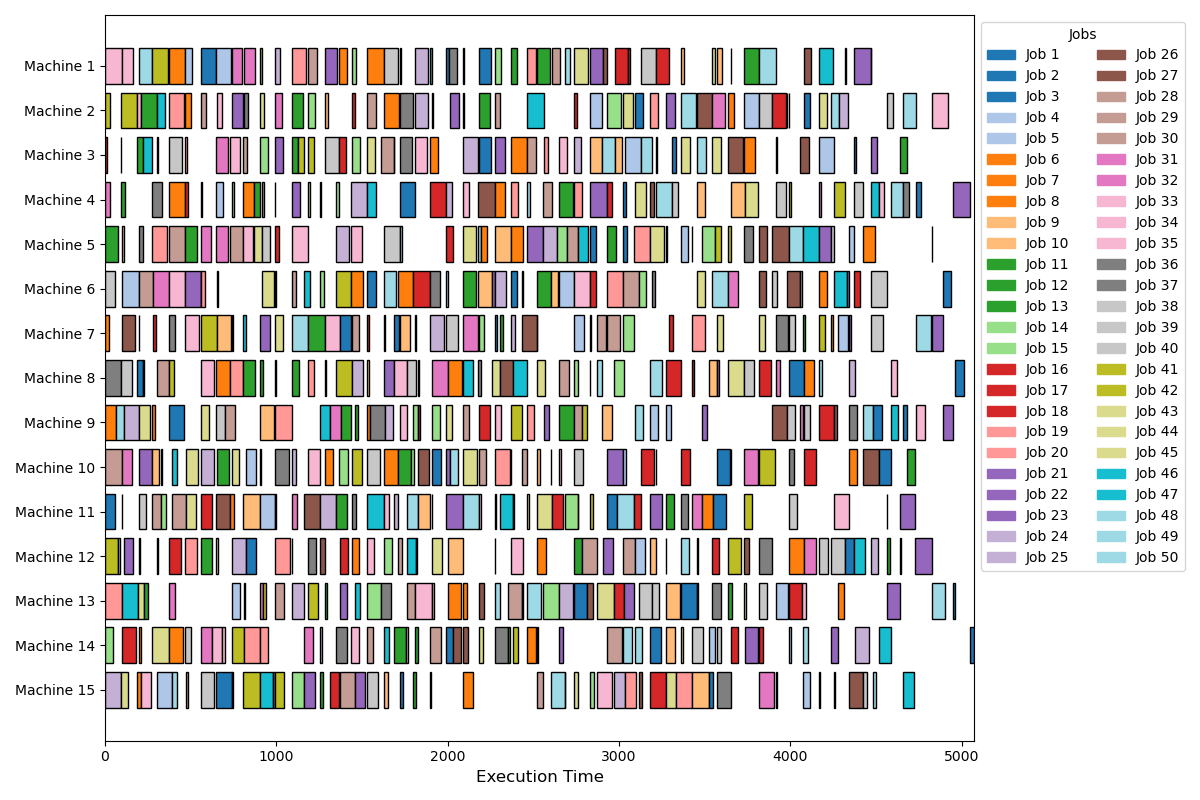 Machine 1
Machine 2
Machine 3
Machine 4
Machine 5
Machine 6
Machine 7
Machine 8
Machine 9
Machine 10
Machine 11
Machine 12
Machine 13
Machine 14
Machine 15
0 1000 2000 3000 4000 5000
Execution Time
Jobs
Job 1
Job 2
Job 3
Job 4
Job 5
Job 6
Job 7
Job 8
Job 9
Job 10
Job 11
Job 12
Job 13
Job 14
Job 15
Job 16
Job 17
Job 18
Job 19
Job 20
Job 21
Job 22
Job 23
Job 24
Job 25
Job 26
Job 27
Job 28
Job 29
Job 30
Job 31
Job 32
Job 33
Job 34
Job 35
Job 36
Job 37
Job 38
Job 39
Job 40
Job 41
Job 42
Job 43
Job 44
Job 45
Job 46
Job 47
Job 48
Job 49
Job 50